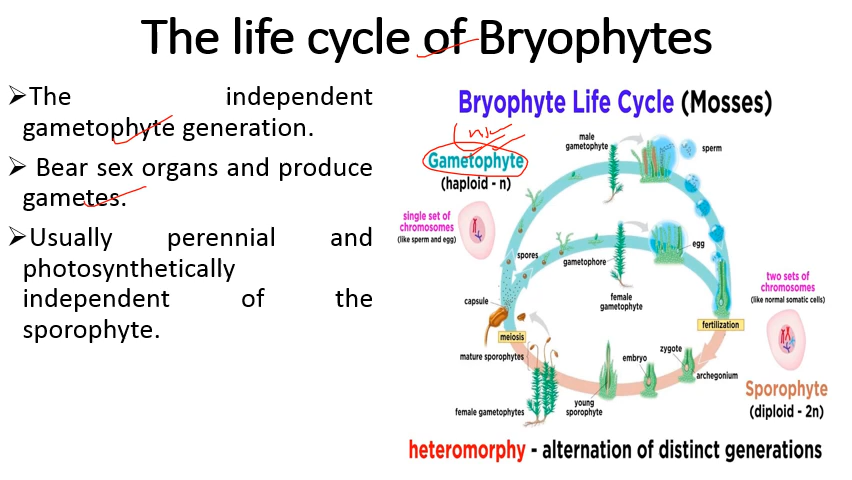 The life cycle of Bryophytes
➢The independent
gametophyte generation.
➢ Bear sex organs and produce
gametes.
➢Usually perennial and
photosynthetically
independent of the
sporophyte.
Bryophyte Life Cycle (Mosses)
Gametophyte
(haploid - n)
male
gametophyte
sperm
single set of
chromosomes
(like sperm and egg)
spores
gametophore
egg
female
gametophyte
capsule
meiosis
mature sporophytes
female gametophytes
young
sporophyte
embryo
zygote
archegonium
fertilization
two sets of
chromosomes
(like normal somatic cells)
Sporophyte
(diploid - 2n)
heteromorphy - alternation of distinct generations